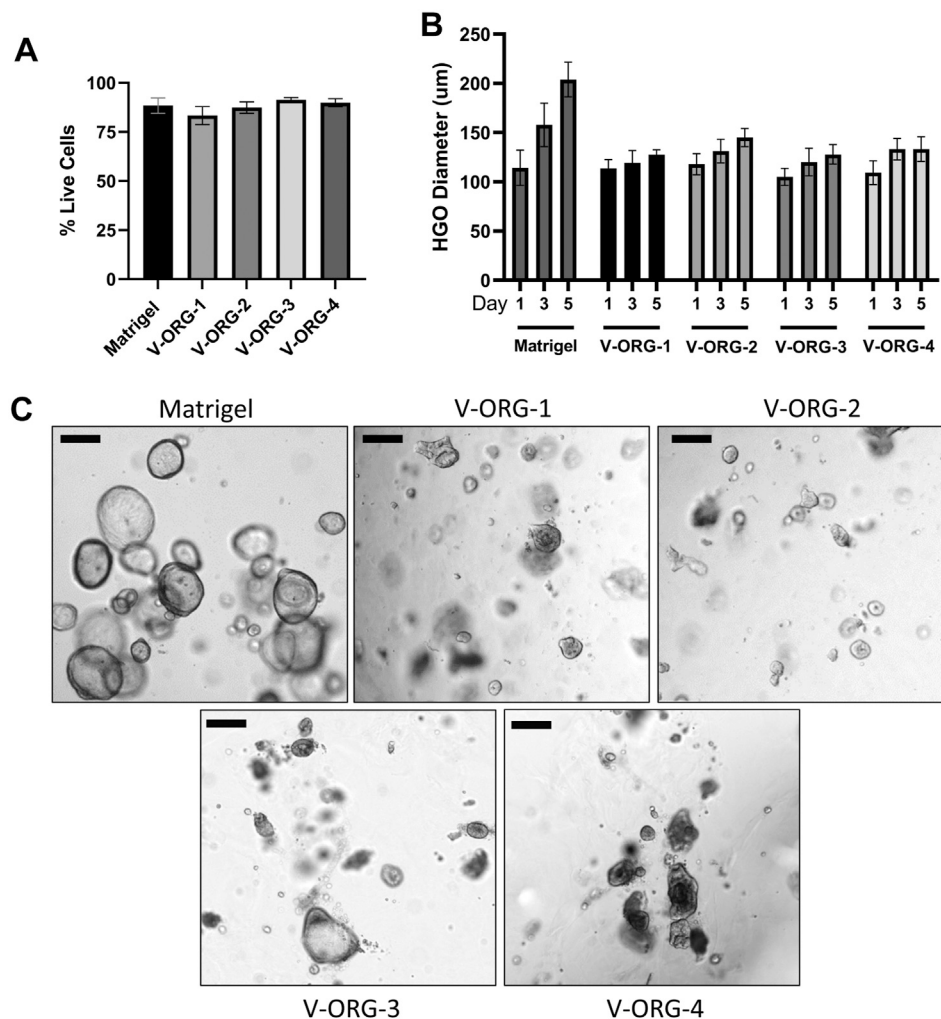 A
% Live Cells
100
75
50
25
0
Matrigel
V-ORG-1
V-ORG-2
V-ORG-3
V-ORG-4
B
HGO Diameter (um)
250
200
150
100
50
0
Day 1 3 5 1 3 5 1 3 5 1 3 5 1 3 5
Matrigel V-ORG-1 V-ORG-2 V-ORG-3 V-ORG-4
C
Matrigel V-ORG-1 V-ORG-2
V-ORG-3 V-ORG-4